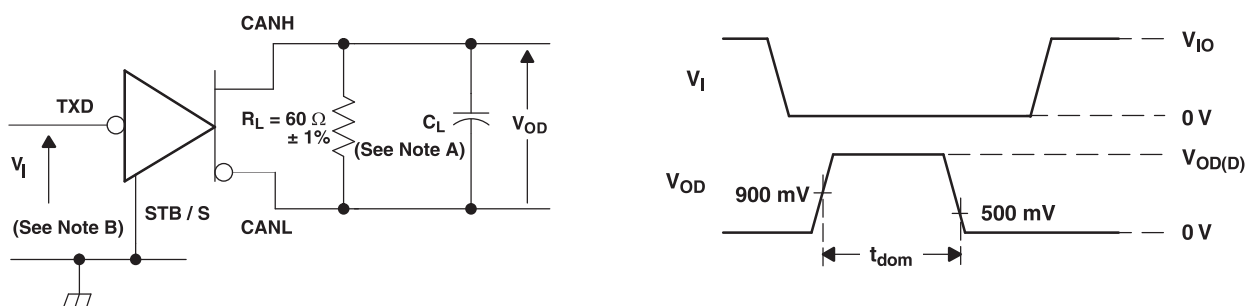 CANH
TXD
R_L = 60 Ω
± 1%
(See Note A)
C_L
V_OD
V_I
(See Note B)
STB / S
CANL
V_I
V_IO
0 V
V_OD
900 mV
V_OD(D)
500 mV
0 V
t_dom